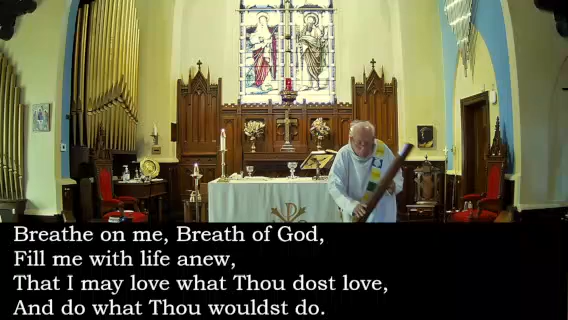 Breathe on me, Breath of God,
Fill me with life anew,
That I may love what Thou dost love,
And do what Thou wouldst do.